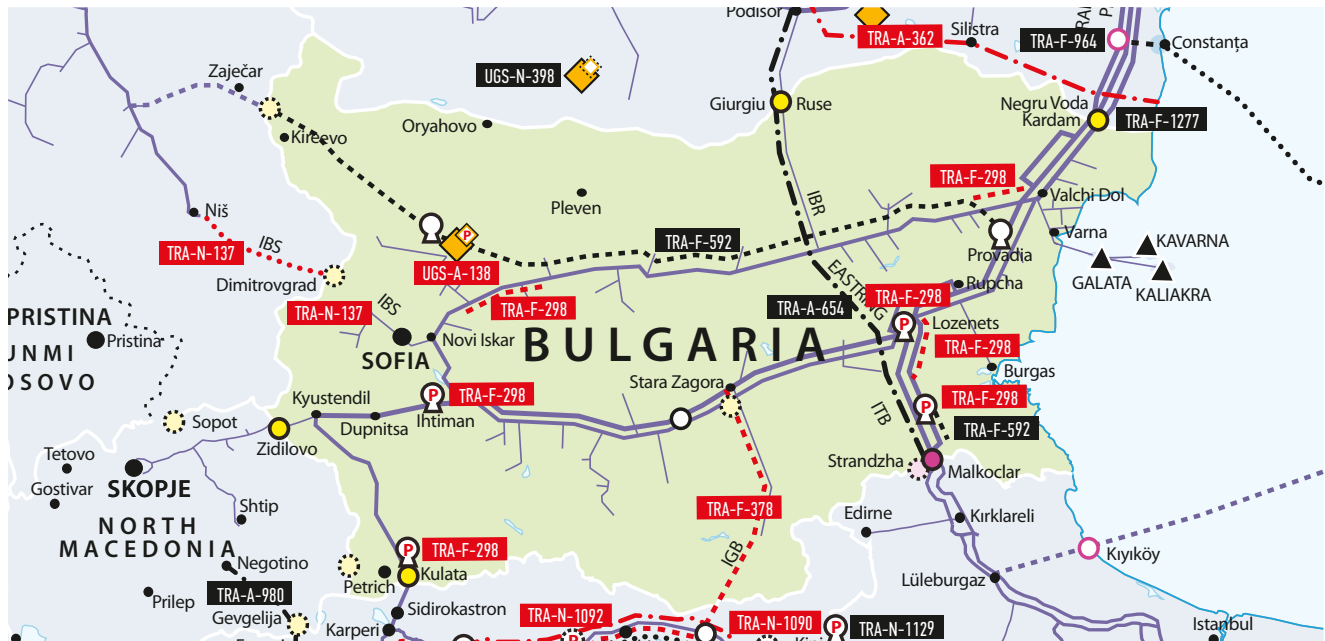 Podisor
TRA-A-362
Silistra
TRA-F-964
Constanța
Zaječar
UGS-N-398
Giurgiu
Ruse
Negru Voda
Kardam
TRA-F-1277
Oryahovo
Kireevo
TRA-F-298
Pleven
IBR
Valchi Dol
Niš
IBS
TRA-N-137
TRA-F-592
Varna
KAVARNA
Provadia
GALATA
KALIAKRA
Dimitrovgrad
UGS-A-138
P
EASTRING
Rupcha
TRA-F-298
TRA-N-137
IBS
TRA-F-298
TRA-A-654
P
Lozenets
PRISTINA
Pristina
UNMI
OSOVO
Novi Iskar
SOFIA
BULGARIA
TRA-F-298
Burgas
Stara Zagora
P
TRA-F-298
Kyustendil
Dupnitsa
Ihtiman
P
TRA-F-298
ITB
TRA-F-592
Sopot
Zidilovo
Tetovo
Gostivar
SKOPJE
Strandzha
Malkoclar
Shtip
TRA-F-378
Edirne
Kırklareli
NORTH
MACEDONIA
P
TRA-F-298
IGB
Kıyıköy
Negotino
Petrich
Kulata
Lüleburgaz
TRA-A-980
Prilep
Gevgelija
Sidirokastron
Karperi
TRA-N-1092
P
TRA-N-1090
P
TRA-N-1129
Istanbul